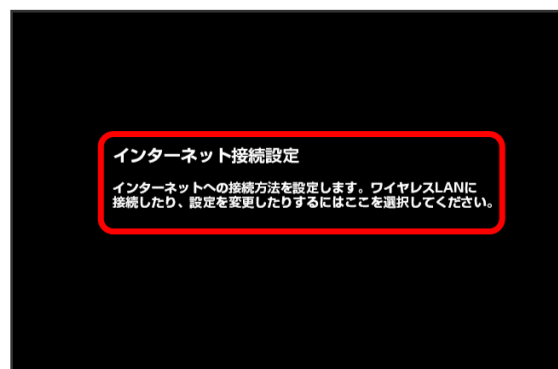 インターネット接続設定
インターネットへの接続方法を設定します。ワイヤレスLANに
接続したり、設定を変更したりするにはここを選択してください。